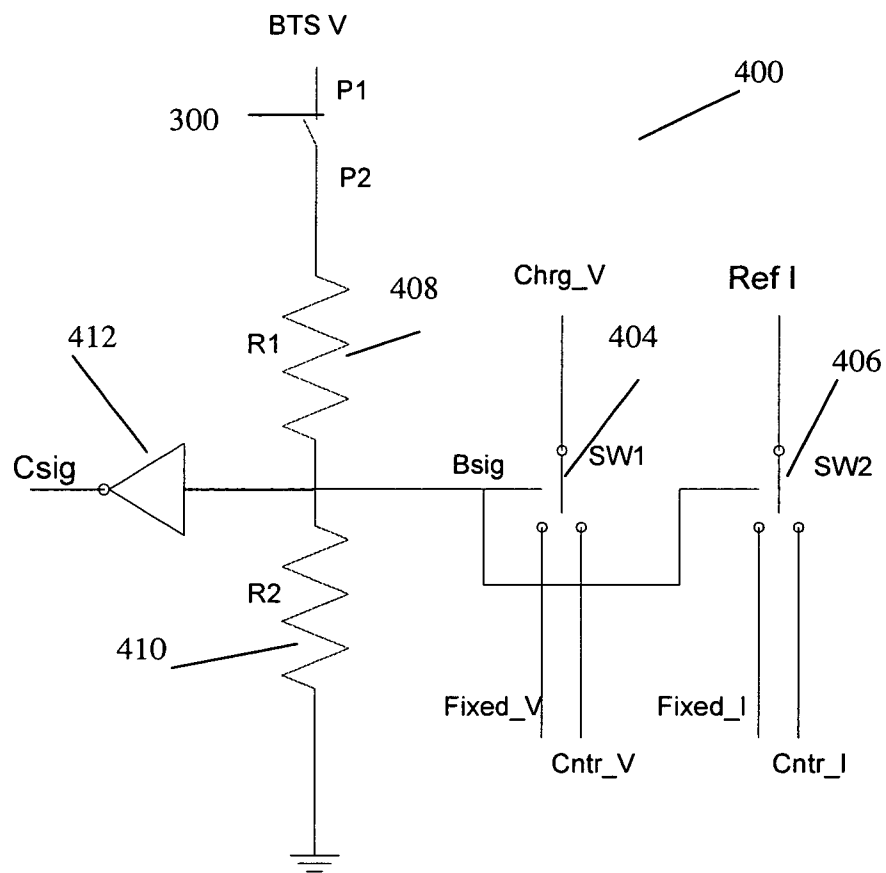 BTS V
P1
400
300
P2
Chrg_V
Ref I
408
412
R1
404
406
Csig
Bsig
SW1
SW2
R2
410
Fixed_V
Fixed_I
Cntr_V
Cntr_I